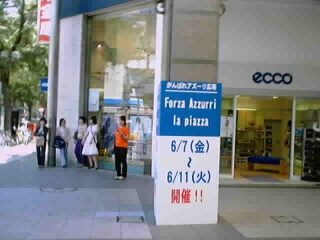 がんばれアズーリ広場
Forza Azzurri
la piazza
6/7(金)
～
6/11(火)
開催!!
ecco